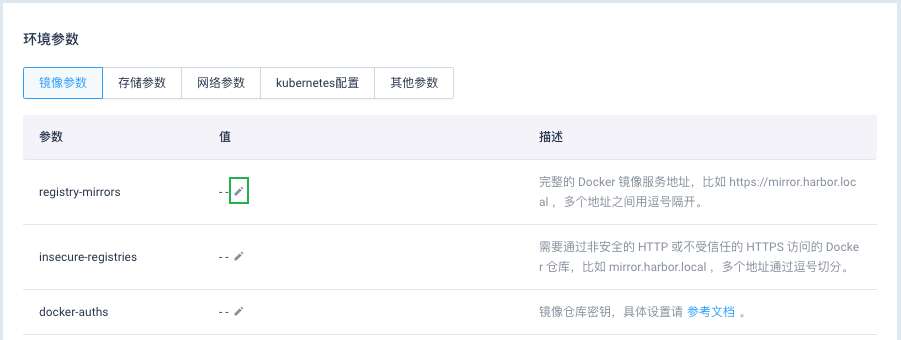 环境参数
镜像参数 存储参数 网络参数 kubernetes配置 其他参数
参数 值 描述
registry-mirrors -- 完整的 Docker 镜像服务地址，比如 https://mirror.harbor.loc
al ，多个地址之间用逗号隔开。
insecure-registries -- 需要通过非安全的 HTTP 或不受信任的 HTTPS 访问的 Docke
r 仓库，比如 mirror.harbor.local ，多个地址通过逗号切分。
docker-auths -- 镜像仓库密钥，具体设置请 参考文档 。